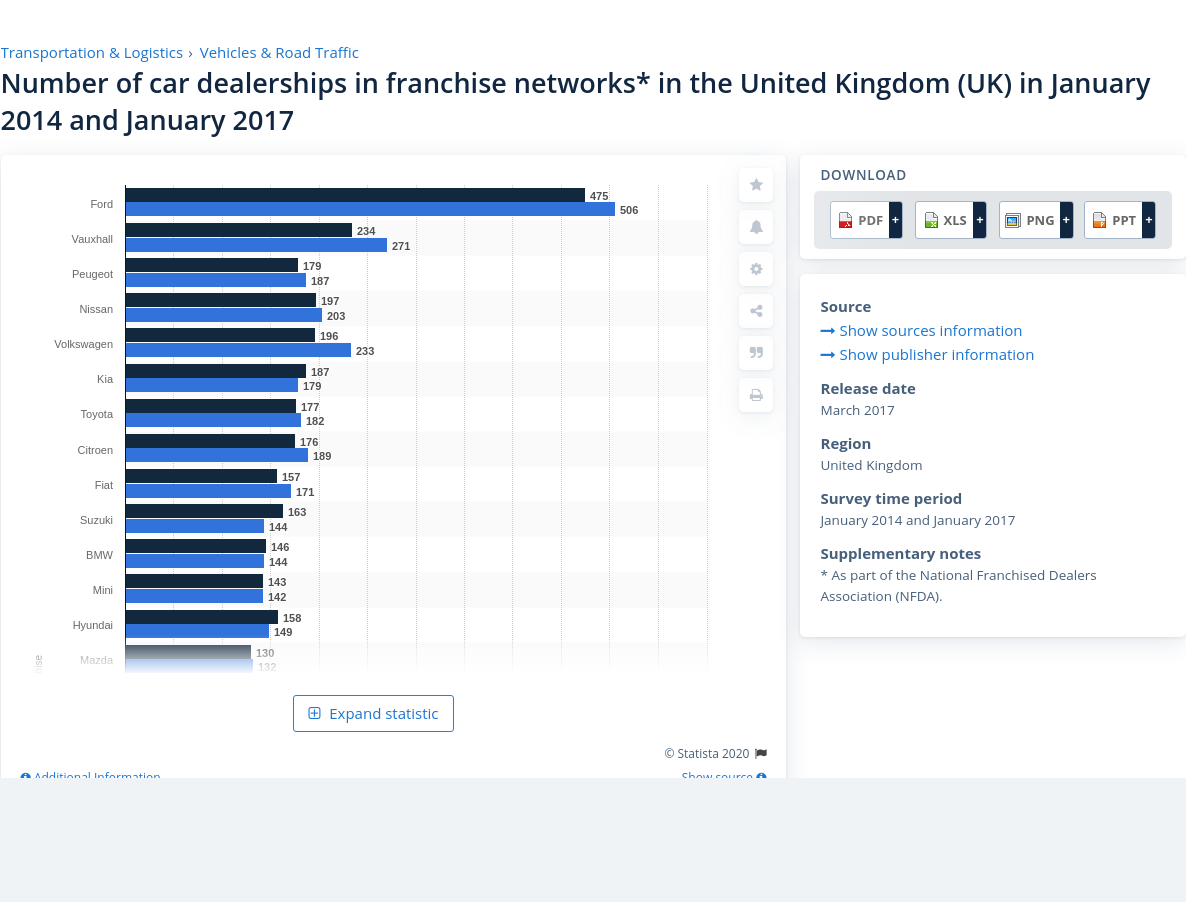 Transportation & Logistics › Vehicles & Road Traffic
Number of car dealerships in franchise networks* in the United Kingdom (UK) in January
2014 and January 2017
Ford
475
506
Vauxhall
234
271
Peugeot
179
187
Nissan
197
203
Volkswagen
196
233
Kia
187
179
Toyota
177
182
Citroen
176
189
Fiat
157
171
Suzuki
163
144
BMW
146
144
Mini
143
142
Hyundai
158
149
Mazda
130
132
Expand statistic
© Statista 2020
Additional Information
Show source
DOWNLOAD
PDF + XLS + PNG + PPT +
Source
Show sources information
Show publisher information
Release date
March 2017
Region
United Kingdom
Survey time period
January 2014 and January 2017
Supplementary notes
* As part of the National Franchised Dealers
Association (NFDA).